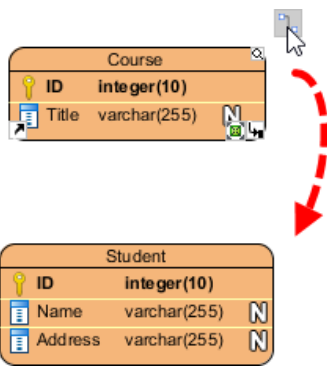 Course
ID integer(10)
Title varchar(255) N
Student
ID integer(10)
Name varchar(255) N
Address varchar(255) N